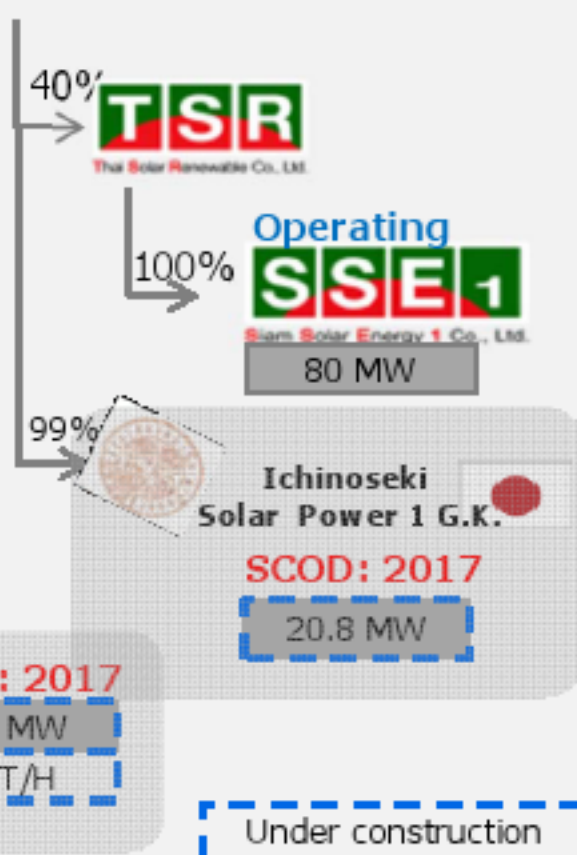 40%
TSR
Thai Solar Renewable Co., Ltd.
Operating
100%
SSE1
Siam Solar Energy 1 Co., Ltd.
80 MW
99%
Ichinoseki
Solar Power 1 G.K.
SCOD: 2017
20.8 MW
: 2017
MW
T/H
Under construction